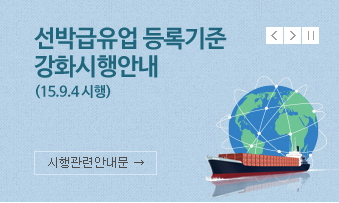 선박급유업 등록기준
강화시행안내
(15.9.4 시행)
시행관련안내문 →